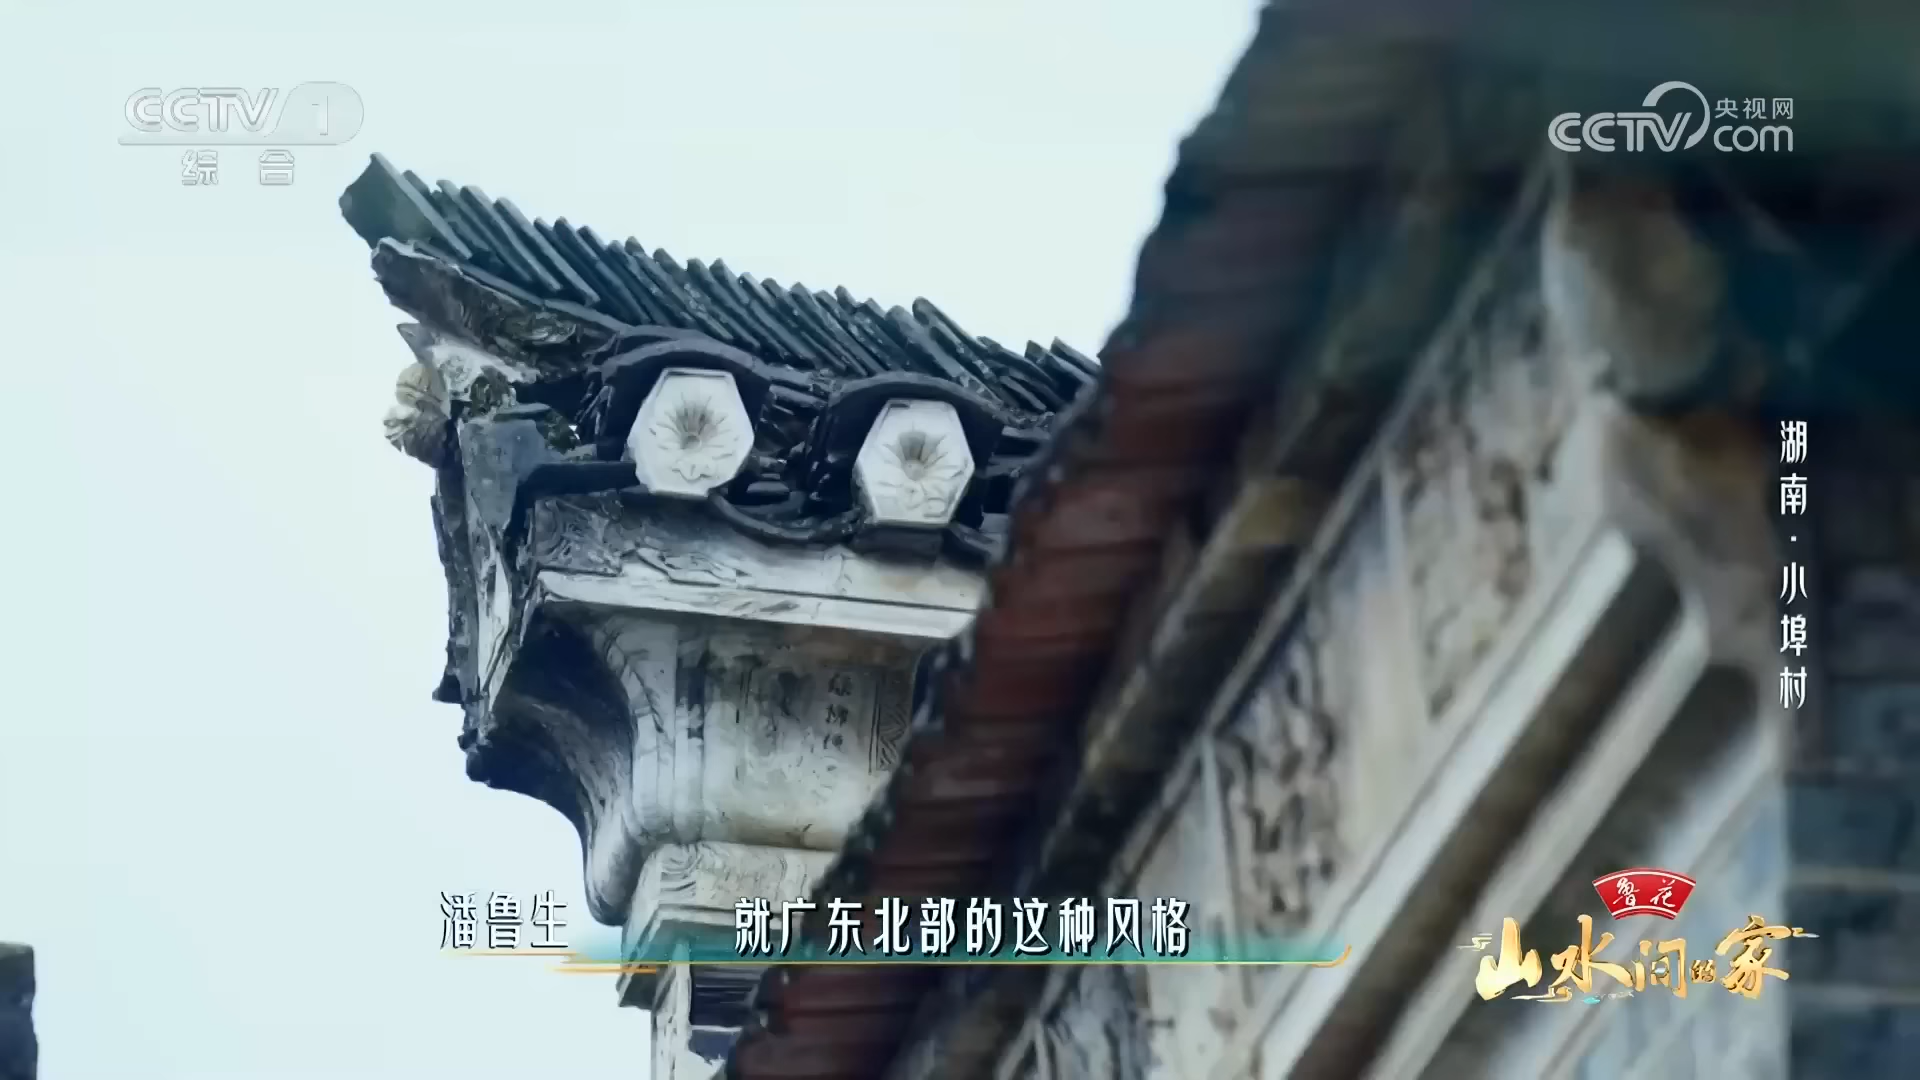 CCTV 1
综合
央视网
CCTV.com
湖南·小埠村
潘鲁生
就广东北部的这种风格
鲁花
山水间的家